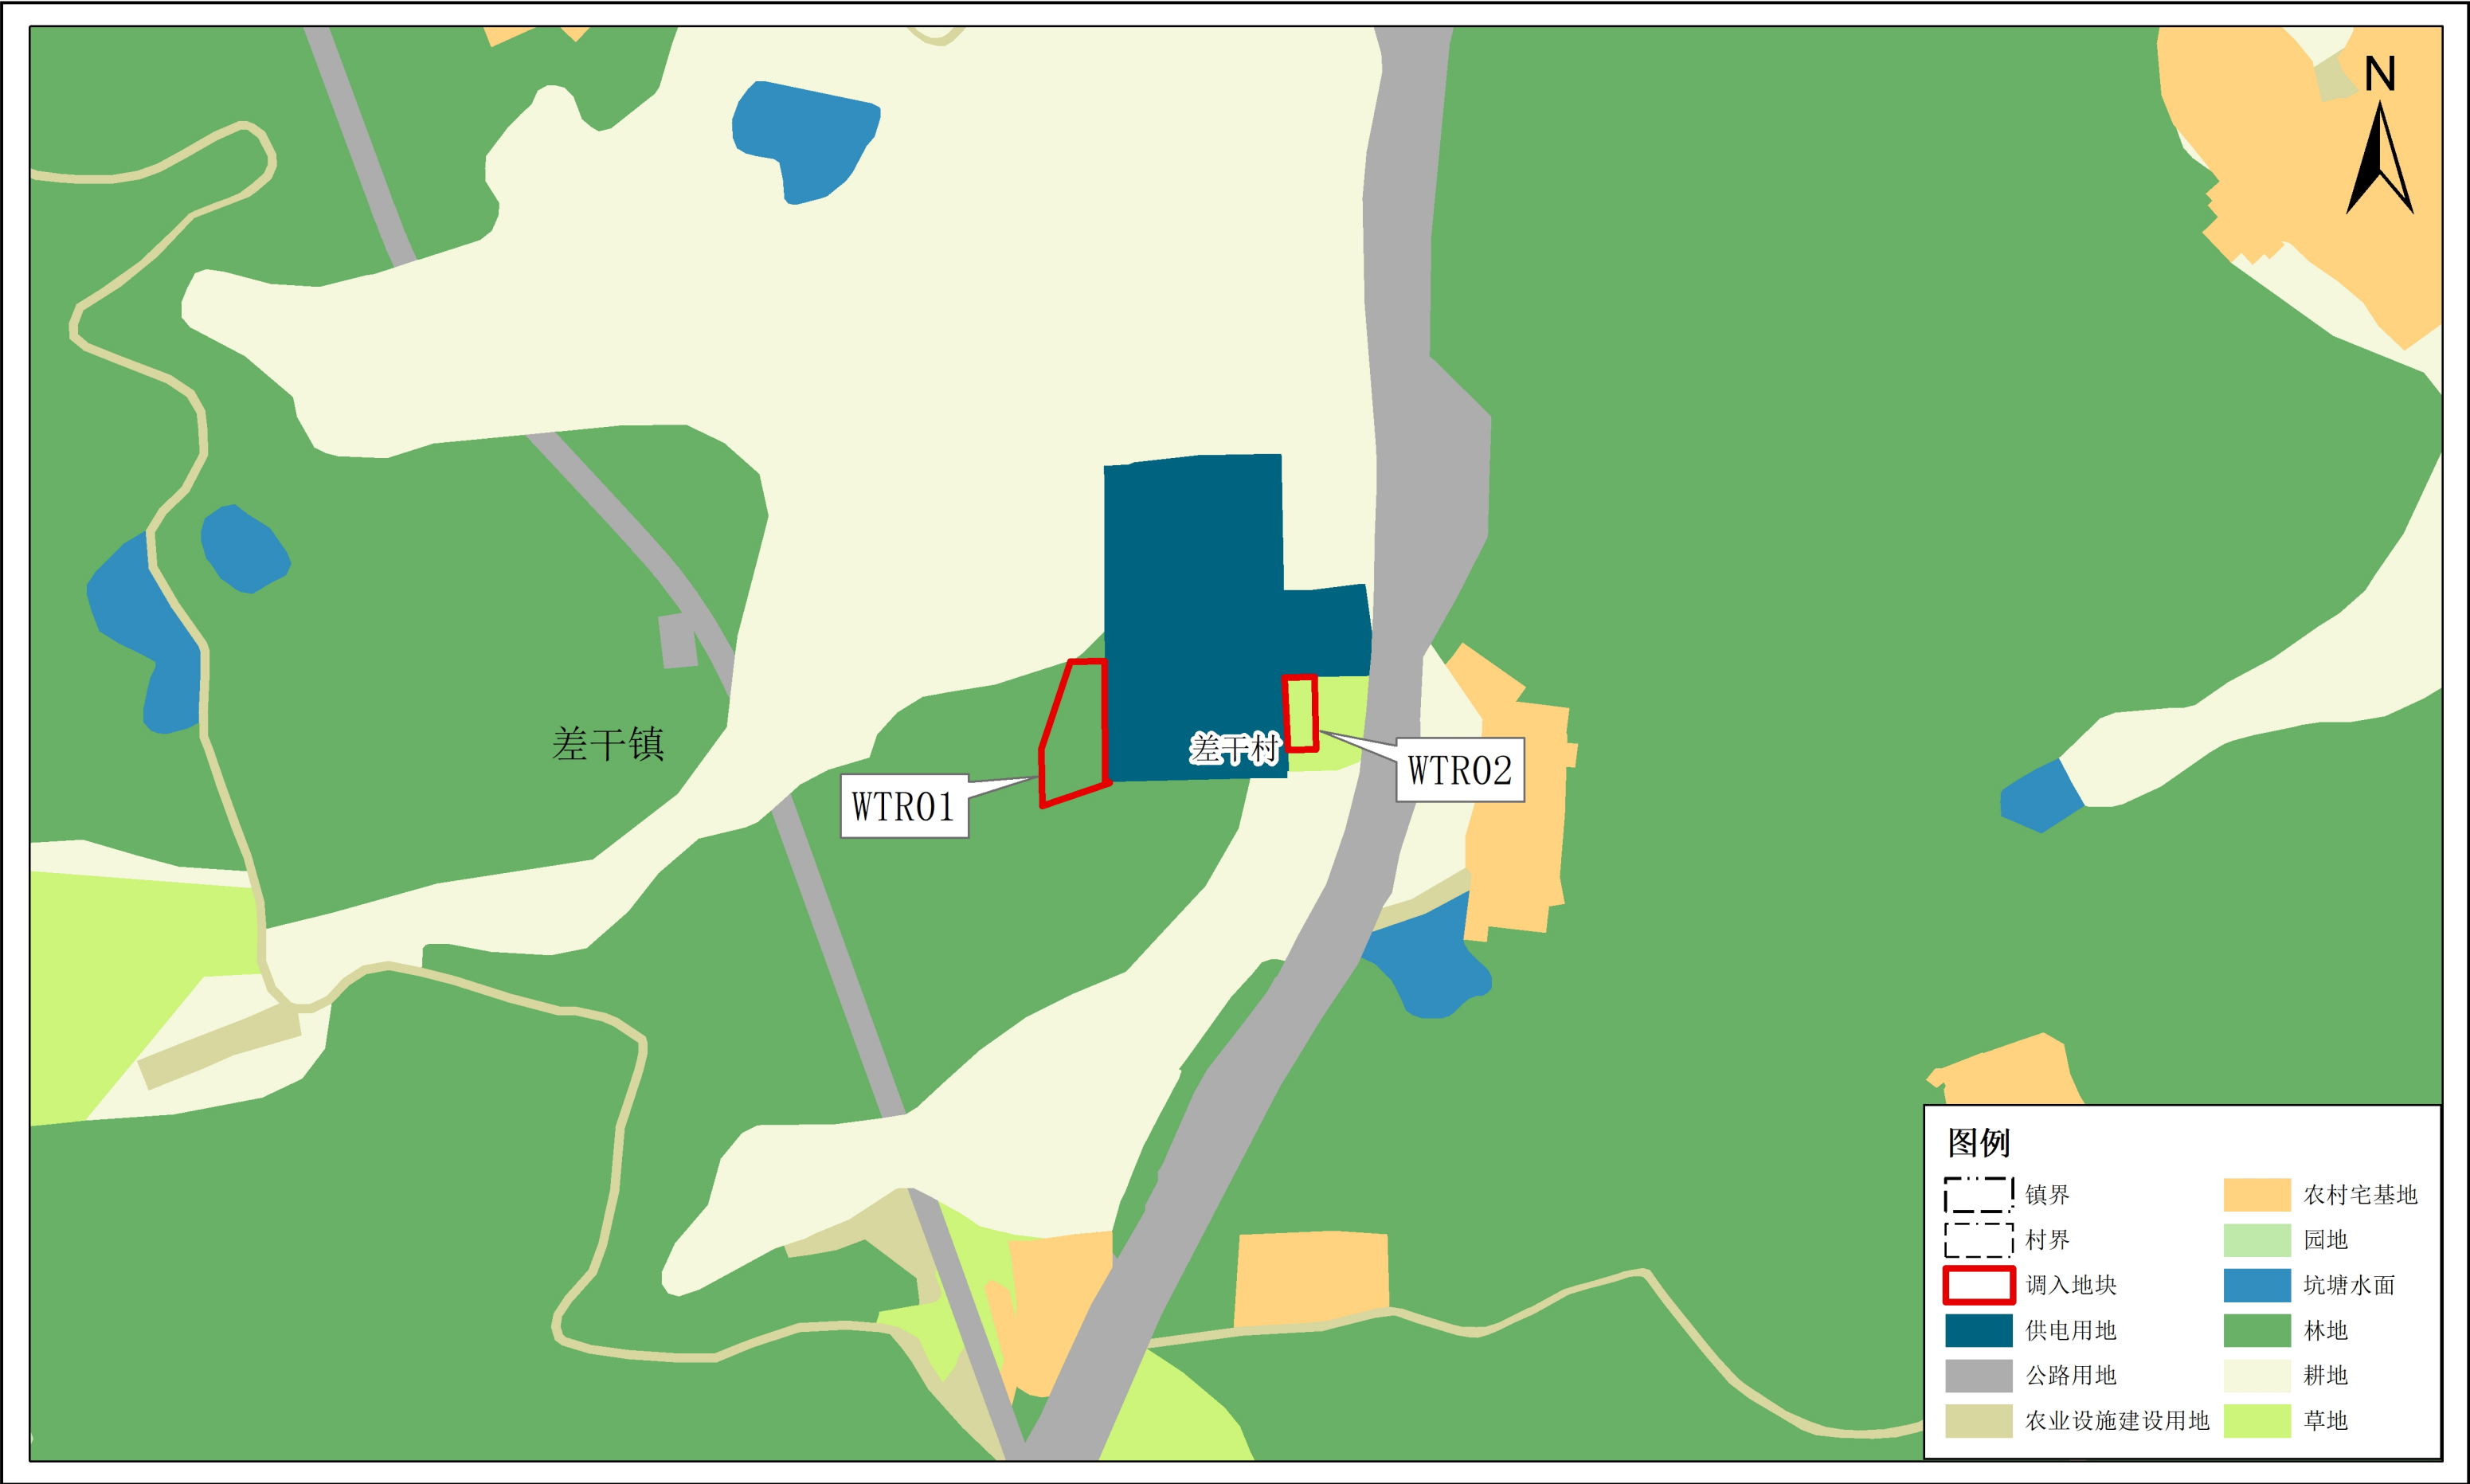 N
差干镇
差干村
WTR01
WTR02
图例
镇界
村界
调入地块
供电用地
公路用地
农业设施建设用地
农村宅基地
园地
坑塘水面
林地
耕地
草地